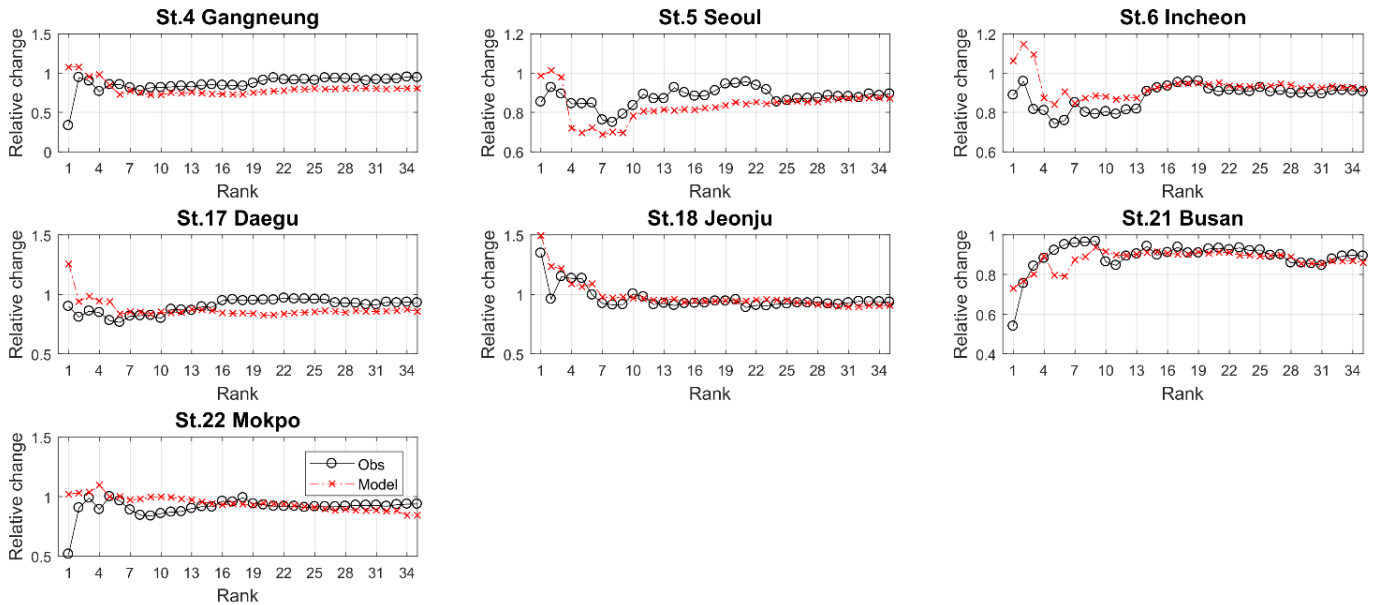 St.4 Gangneung
Relative change
1.5
1
0.5
0
1 4 7 10 13 16 19 22 25 28 31 34
Rank
St.5 Seoul
Relative change
1.2
1
0.8
0.6
1 4 7 10 13 16 19 22 25 28 31 34
Rank
St.6 Incheon
Relative change
1.2
1
0.8
0.6
1 4 7 10 13 16 19 22 25 28 31 34
Rank
St.17 Daegu
Relative change
1.5
1
0.5
1 4 7 10 13 16 19 22 25 28 31 34
Rank
St.18 Jeonju
Relative change
1.5
1
0.5
1 4 7 10 13 16 19 22 25 28 31 34
Rank
St.21 Busan
Relative change
1
0.8
0.6
0.4
1 4 7 10 13 16 19 22 25 28 31 34
Rank
St.22 Mokpo
Relative change
1.5
1
0.5
Obs
Model
1 4 7 10 13 16 19 22 25 28 31 34
Rank